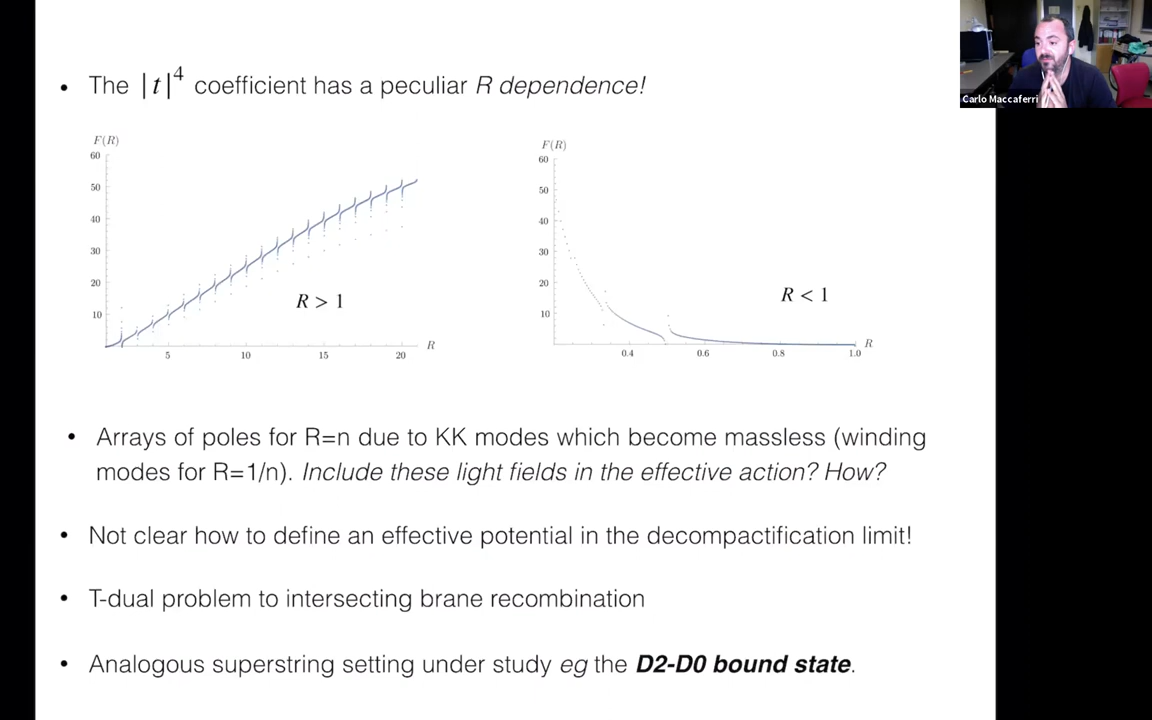 • The |t|⁴ coefficient has a peculiar R dependence!
Carlo Maccaferri
F(R)
60
50
40
30
20
10
5
10
15
20
R
R > 1
F(R)
60
50
40
30
20
10
0.4
0.6
0.8
1.0
R
R < 1
• Arrays of poles for R=n due to KK modes which become massless (winding
modes for R=1/n). Include these light fields in the effective action? How?
• Not clear how to define an effective potential in the decompactification limit!
• T-dual problem to intersecting brane recombination
• Analogous superstring setting under study eg the D2-D0 bound state.